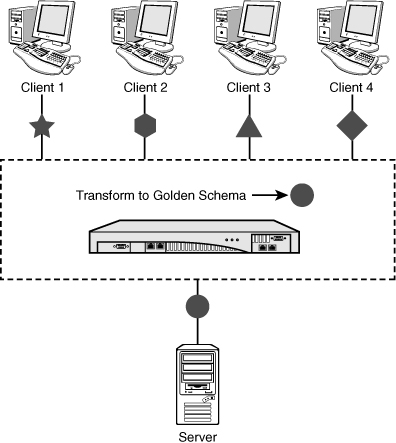 Client 1
Client 2
Client 3
Client 4
Transform to Golden Schema
Server